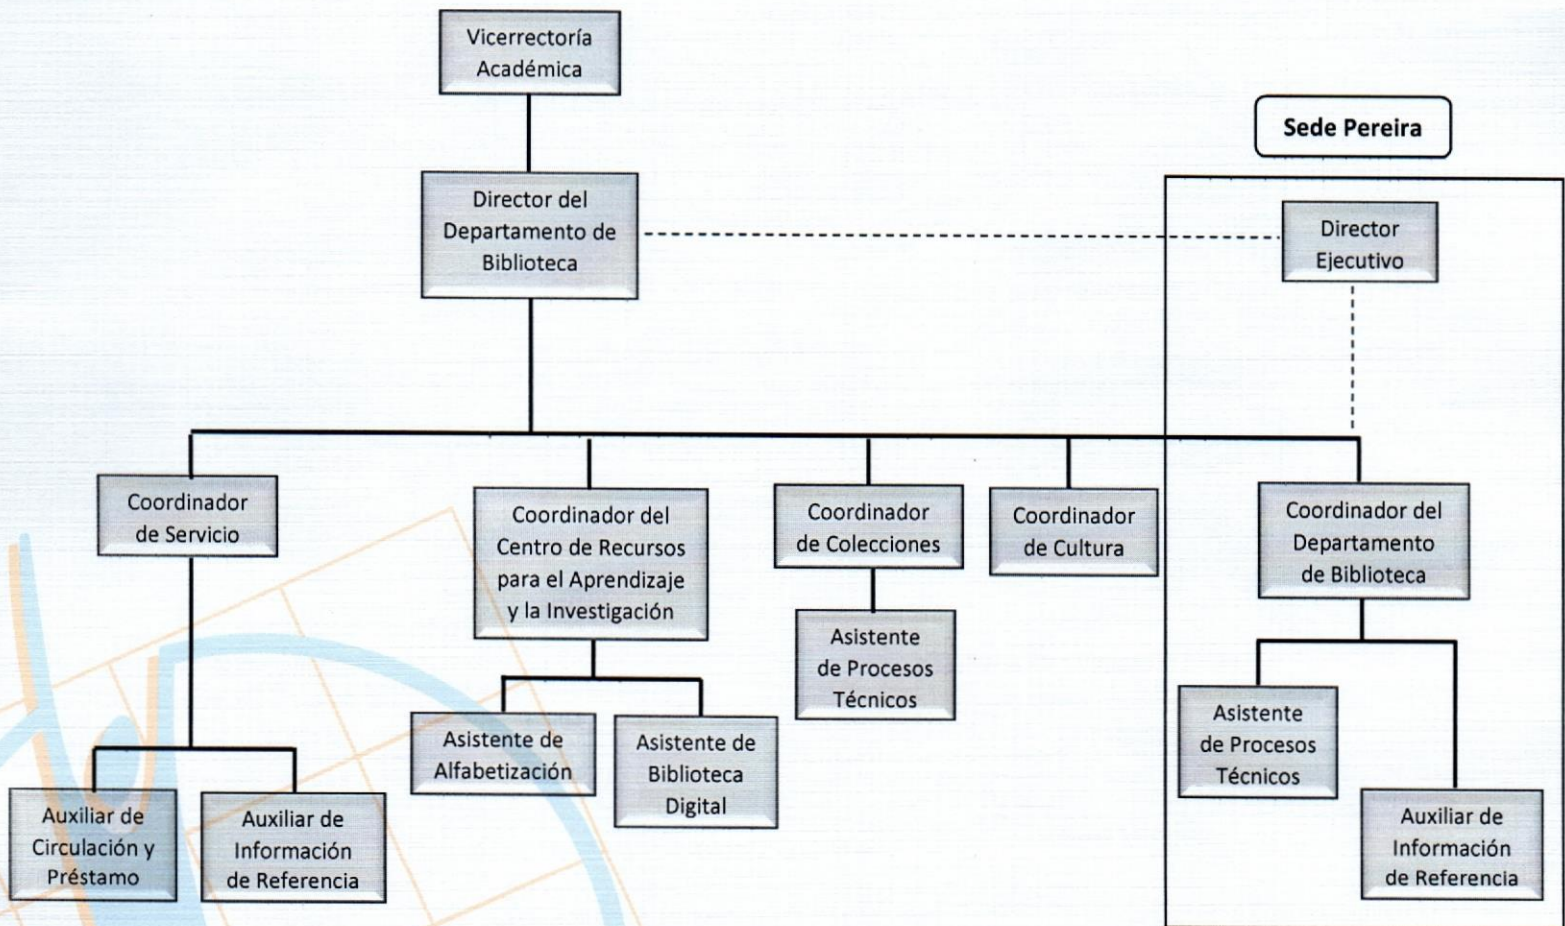 Vicerrectoría
Académica
Sede Pereira
Director del
Departamento de
Biblioteca
Director
Ejecutivo
Coordinador
de Servicio
Coordinador del
Centro de Recursos
para el Aprendizaje
y la Investigación
Coordinador
de Colecciones
Coordinador
de Cultura
Coordinador del
Departamento
de Biblioteca
Asistente
de Procesos
Técnicos
Asistente de
Alfabetización
Asistente de
Biblioteca
Digital
Asistente
de Procesos
Técnicos
Auxiliar de
Circulación y
Préstamo
Auxiliar de
Información
de Referencia
Auxiliar de
Información
de Referencia